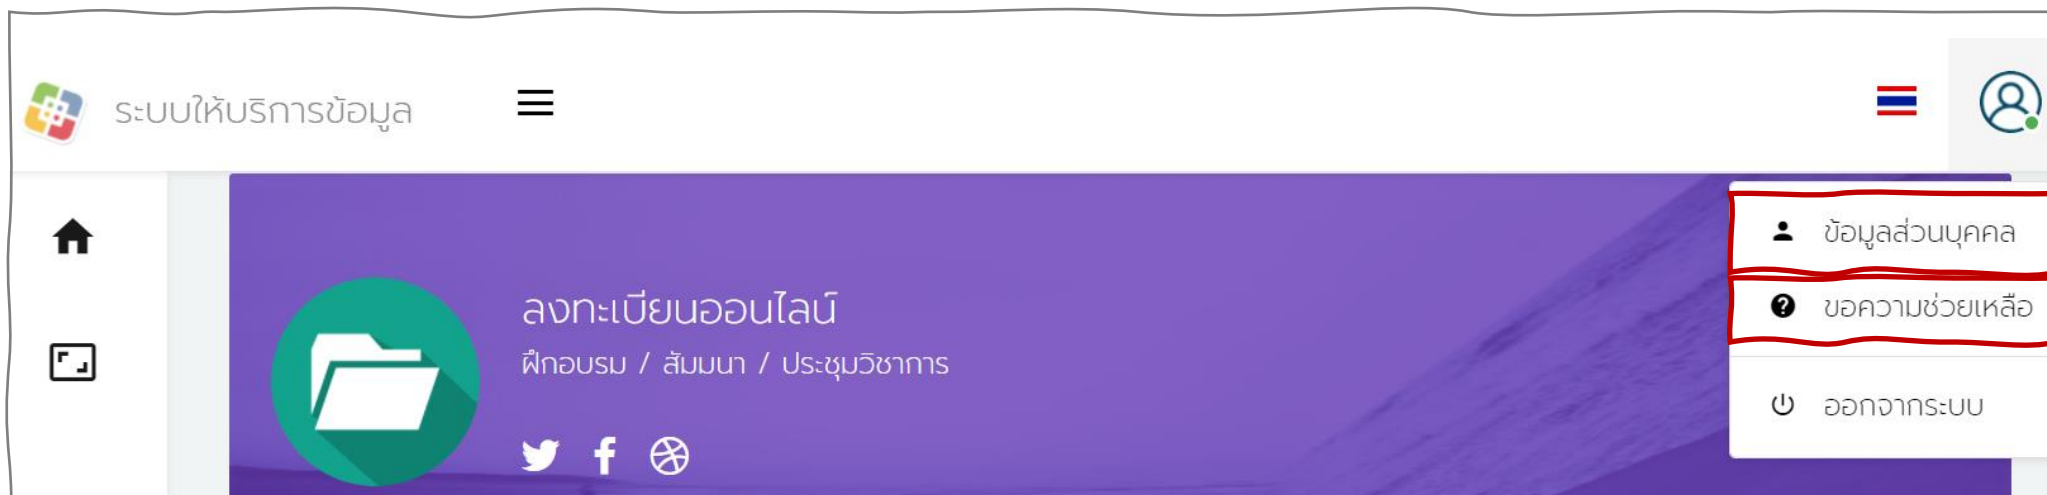 ระบบให้บริการข้อมูล
ลงทะเบียนออนไลน์
ฝึกอบรม / สัมมนา / ประชุมวิชาการ
ข้อมูลส่วนบุคคล
ขอความช่วยเหลือ
ออกจากระบบ